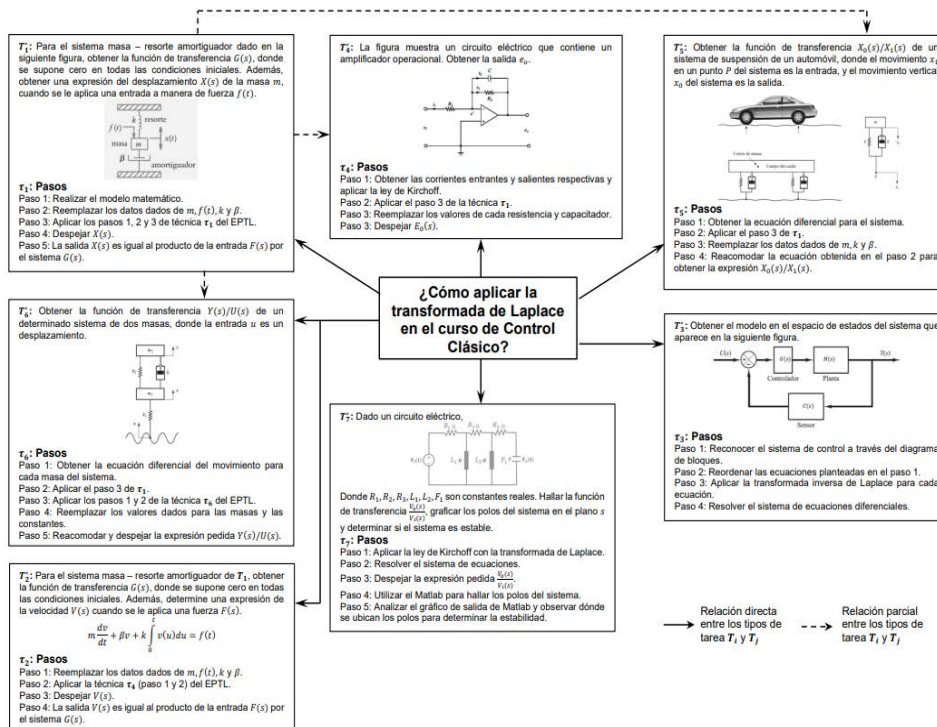 T₁*: Para el sistema masa – resorte amortiguador dado en la
siguiente figura, obtener la función de transferencia G(s), donde
se supone cero en todas las condiciones iniciales. Además,
obtener una expresión del desplazamiento X(s) de la masa m,
cuando se le aplica una entrada a manera de fuerza f(t).
k resorte
f(t)
masa m x(t)
β
amortiguador
τ₁: Pasos
Paso 1: Realizar el modelo matemático.
Paso 2: Reemplazar los datos dados de m, f(t), k y β.
Paso 3: Aplicar los pasos 1, 2 y 3 de técnica τ₁ del EPTL.
Paso 4: Despejar X(s).
Paso 5: La salida X(s) es igual al producto de la entrada F(s) por
el sistema G(s).
T₄*: La figura muestra un circuito eléctrico que contiene un
amplificador operacional. Obtener la salida e₀.
C
τ₄: Pasos
Paso 1: Obtener las corrientes entrantes y salientes respectivas y
aplicar la ley de Kirchoff.
Paso 2: Aplicar el paso 3 de la técnica τ₁.
Paso 3: Reemplazar los valores de cada resistencia y capacitador.
Paso 3: Despejar E₀(s).
T₅*: Obtener la función de transferencia X₀(s)/X₁(s) de un
sistema de suspensión de un automóvil, donde el movimiento x₁
en un punto P del sistema es la entrada, y el movimiento vertical
x₀ del sistema es la salida.
Centro de masas
Cuerpo del coche
τ₅: Pasos
Paso 1: Obtener la ecuación diferencial para el sistema.
Paso 2: Aplicar el paso 3 de τ₁.
Paso 3: Reemplazar los datos dados de m, k y β.
Paso 4: Reacomodar la ecuación obtenida en el paso 2 para
obtener la expresión X₀(s)/X₁(s).
¿Cómo aplicar la
transformada de Laplace
en el curso de Control
Clásico?
T₆*: Obtener la función de transferencia Y(s)/U(s) de un
determinado sistema de dos masas, donde la entrada u es un
desplazamiento.
τ₆: Pasos
Paso 1: Obtener la ecuación diferencial del movimiento para
cada masa del sistema.
Paso 2: Aplicar el paso 3 de τ₁.
Paso 3: Aplicar los pasos 1 y 2 de la técnica τ₆ del EPTL.
Paso 4: Reemplazar los valores dados para las masas y las
constantes.
Paso 5: Reacomodar y despejar la expresión pedida Y(s)/U(s).
T₃*: Obtener el modelo en el espacio de estados del sistema que
aparece en la siguiente figura.
U(s) G(s) H(s) Y(s)
Controlador Planta
C(s)
Sensor
τ₃: Pasos
Paso 1: Reconocer el sistema de control a través del diagrama
de bloques.
Paso 2: Reordenar las ecuaciones planteadas en el paso 1.
Paso 3: Aplicar la transformada inversa de Laplace para cada
ecuación.
Paso 4: Resolver el sistema de ecuaciones diferenciales.
T₇*: Dado un circuito eléctrico,
R₁ Ω R₂ Ω R₃ Ω
V₁(t) L₁ H L₂ H F₁ F V₀(t)
Donde R₁, R₂, R₃, L₁, L₂, F₁ son constantes reales. Hallar la función
de transferencia V₀(s)/V₁(s), graficar los polos del sistema en el plano s
y determinar si el sistema es estable.
τ₇: Pasos
Paso 1: Aplicar la ley de Kirchoff con la transformada de Laplace.
Paso 2: Resolver el sistema de ecuaciones.
Paso 3: Despejar la expresión pedida V₀(s)/V₁(s).
Paso 4: Utilizar el Matlab para hallar los polos del sistema.
Paso 5: Analizar el gráfico de salida de Matlab y observar dónde
se ubican los polos para determinar la estabilidad.
T₂*: Para el sistema masa – resorte amortiguador de T₁, obtener
la función de transferencia G(s), donde se supone cero en todas
las condiciones iniciales. Además, determine una expresión de
la velocidad V(s) cuando se le aplica una fuerza F(s).
m dv/dt + βv + k ∫₀ᵗ v(u)du = f(t)
τ₂: Pasos
Paso 1: Reemplazar los datos dados de m, f(t), k y β.
Paso 2: Aplicar la técnica τ₄ (paso 1 y 2) del EPTL.
Paso 3: Despejar V(s).
Paso 4: La salida V(s) es igual al producto de la entrada F(s) por
el sistema G(s).
Relación directa
entre los tipos de
tarea Tᵢ y Tⱼ
Relación parcial
entre los tipos de
tarea Tᵢ y Tⱼ